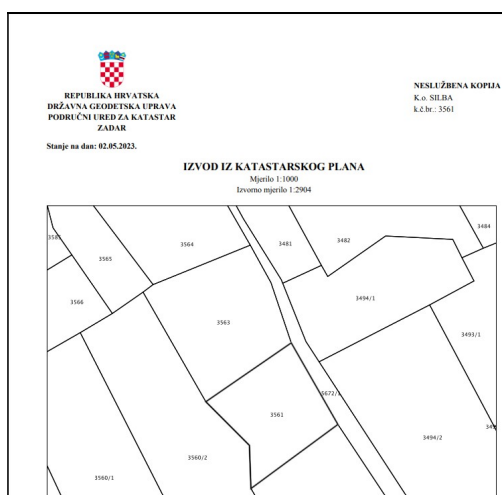 REPUBLIKA HRVATSKA
DRŽAVNA GEODETSKA UPRAVA
PODRUČNI URED ZA KATASTAR
ZADAR
Stanje na dan: 02.05.2023.
NESLUŽBENA KOPIJA
K.o. SILBA
k.č.br.: 3561
IZVOD IZ KATASTARSKOG PLANA
Mjerilo 1:1000
Izvorno mjerilo 1:2904
3565
3564
3481
3482
3484
3566
3494/1
3563
3493/1
3561
3494/2
3560/2
3560/1